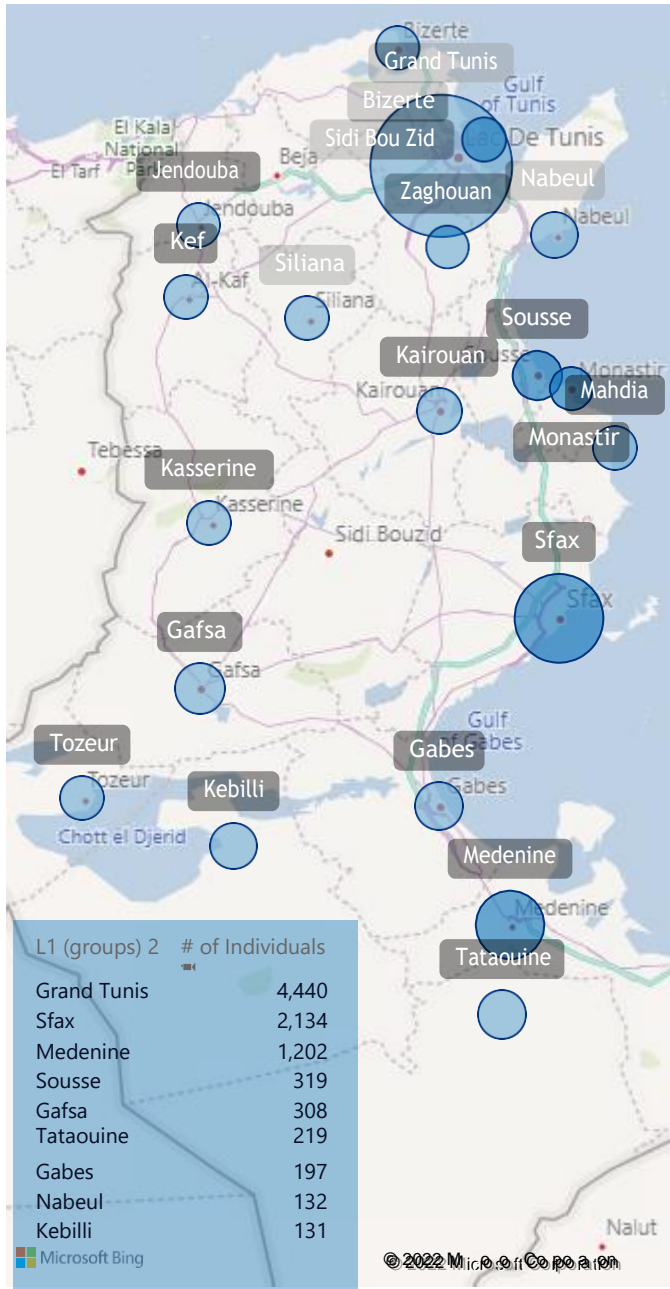 Bizerte
Grand Tunis
Gulf
of Tunis
Bizerte
El Kala
National
Park
Sidi Bou Zid
Lac De Tunis
El Tarf
Jendouba
Beja
Zaghouan
Nabeul
Jendouba
Nabeul
Kef
Siliana
Al-Kaf
Siliana
Sousse
Kairouan
Sousse
Monastir
Kairouan
Mahdia
Monastir
Tebessa
Kasserine
Kasserine
Sidi Bouzid
Sfax
Sfax
Gafsa
Gafsa
Gulf
of Gabes
Tozeur
Gabes
Tozeur
Kebilli
Gabes
Chott el Djerid
Medenine
Medenine
Tataouine
L1 (groups) 2 # of Individuals
Grand Tunis 4,440
Sfax 2,134
Medenine 1,202
Sousse 319
Gafsa 308
Tataouine 219
Gabes 197
Nabeul 132
Kebilli 131
Nalut
Microsoft Bing
© 2022 Microsoft Corporation